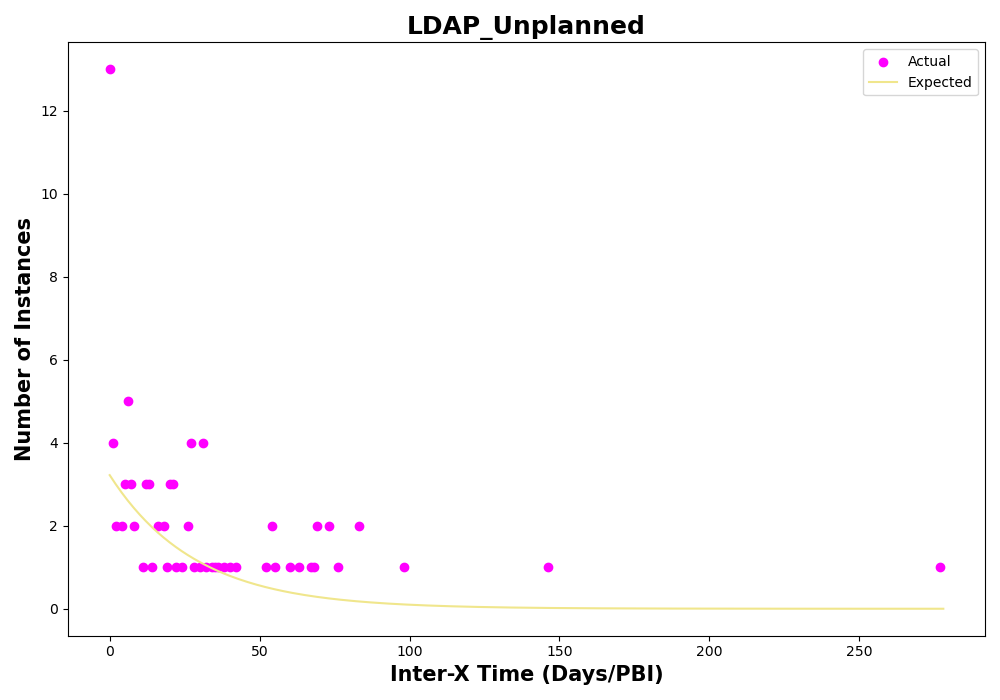 LDAP_Unplanned
Actual
Expected
12
10
8
6
4
2
0
Number of Instances
0 50 100 150 200 250
Inter-X Time (Days/PBI)